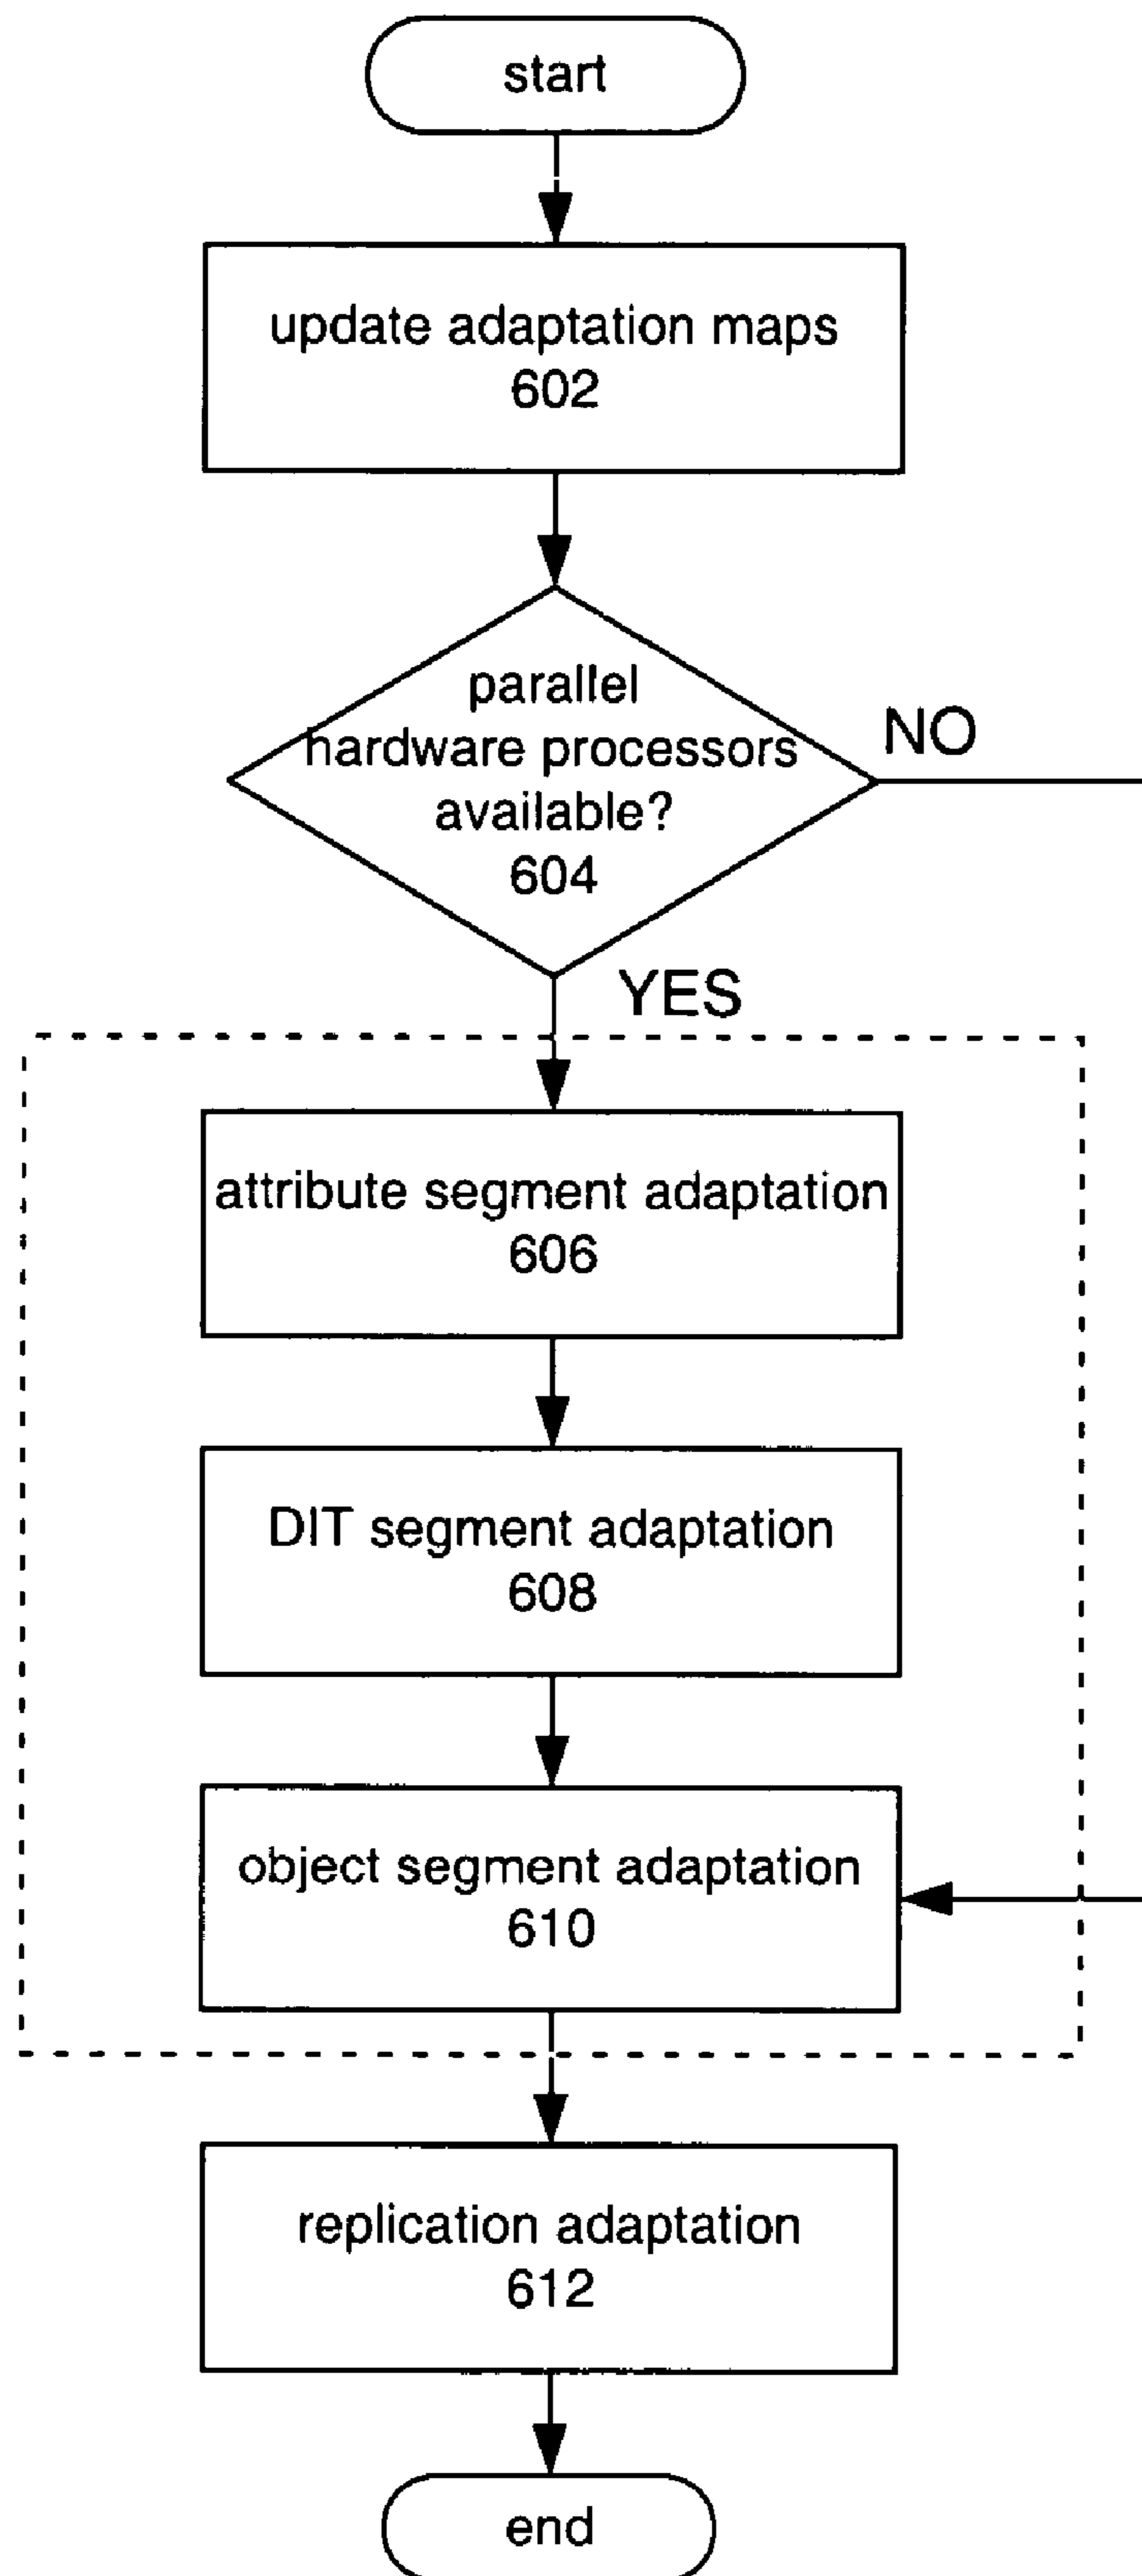 start
update adaptation maps
602
parallel
hardware processors
available?
604
NO
YES
attribute segment adaptation
606
DIT segment adaptation
608
object segment adaptation
610
replication adaptation
612
end